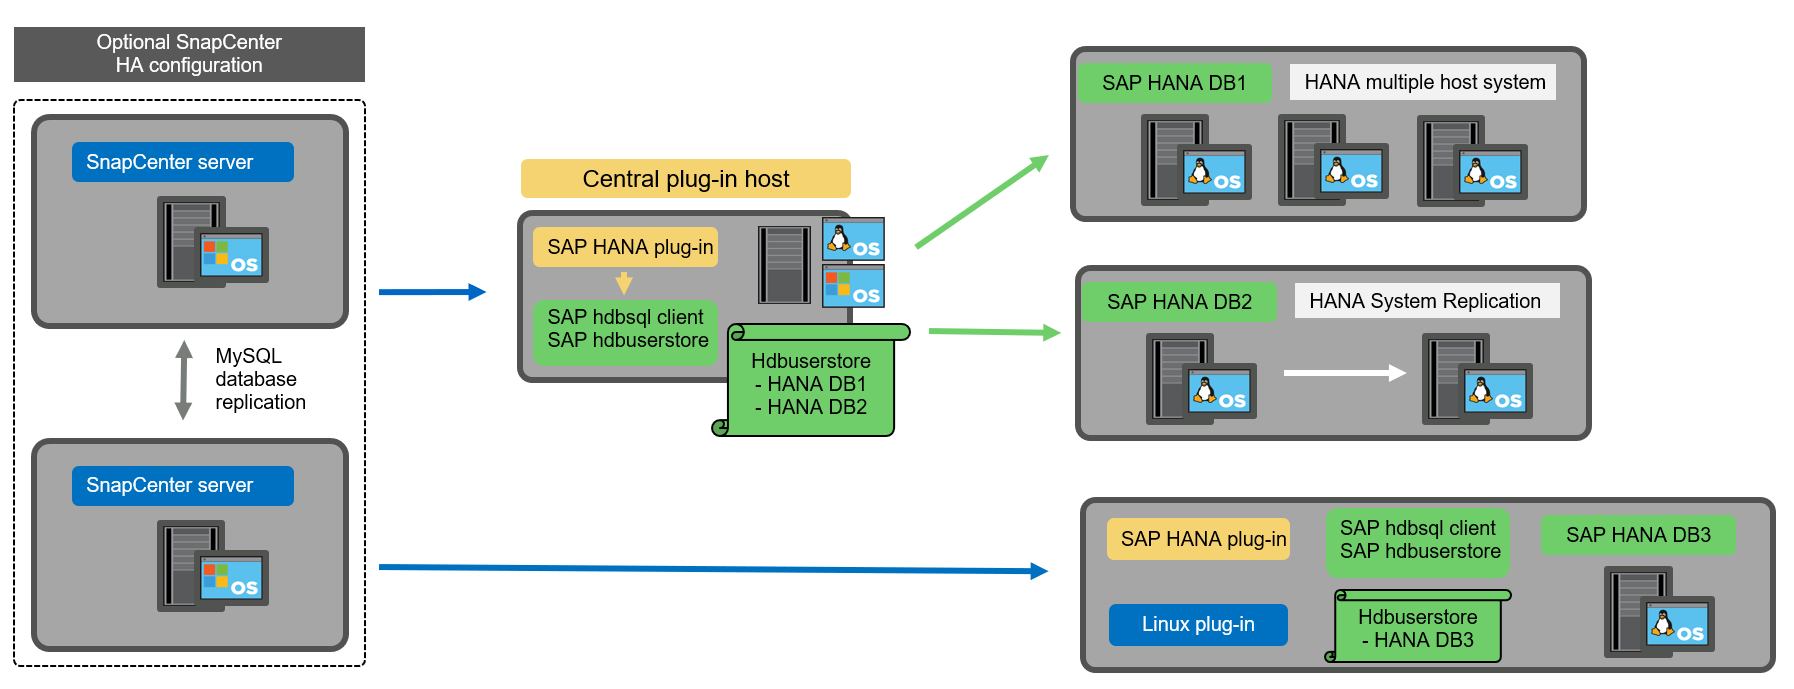 Optional SnapCenter
HA configuration
SnapCenter server
OS
MySQL
database
replication
SnapCenter server
OS
Central plug-in host
SAP HANA plug-in
OS
OS
SAP hdbsql client
SAP hdbuserstore
Hdbuserstore
- HANA DB1
- HANA DB2
SAP HANA DB1
HANA multiple host system
OS
OS
OS
SAP HANA DB2
HANA System Replication
OS
OS
SAP HANA plug-in
SAP hdbsql client
SAP hdbuserstore
SAP HANA DB3
Linux plug-in
Hdbuserstore
- HANA DB3
OS